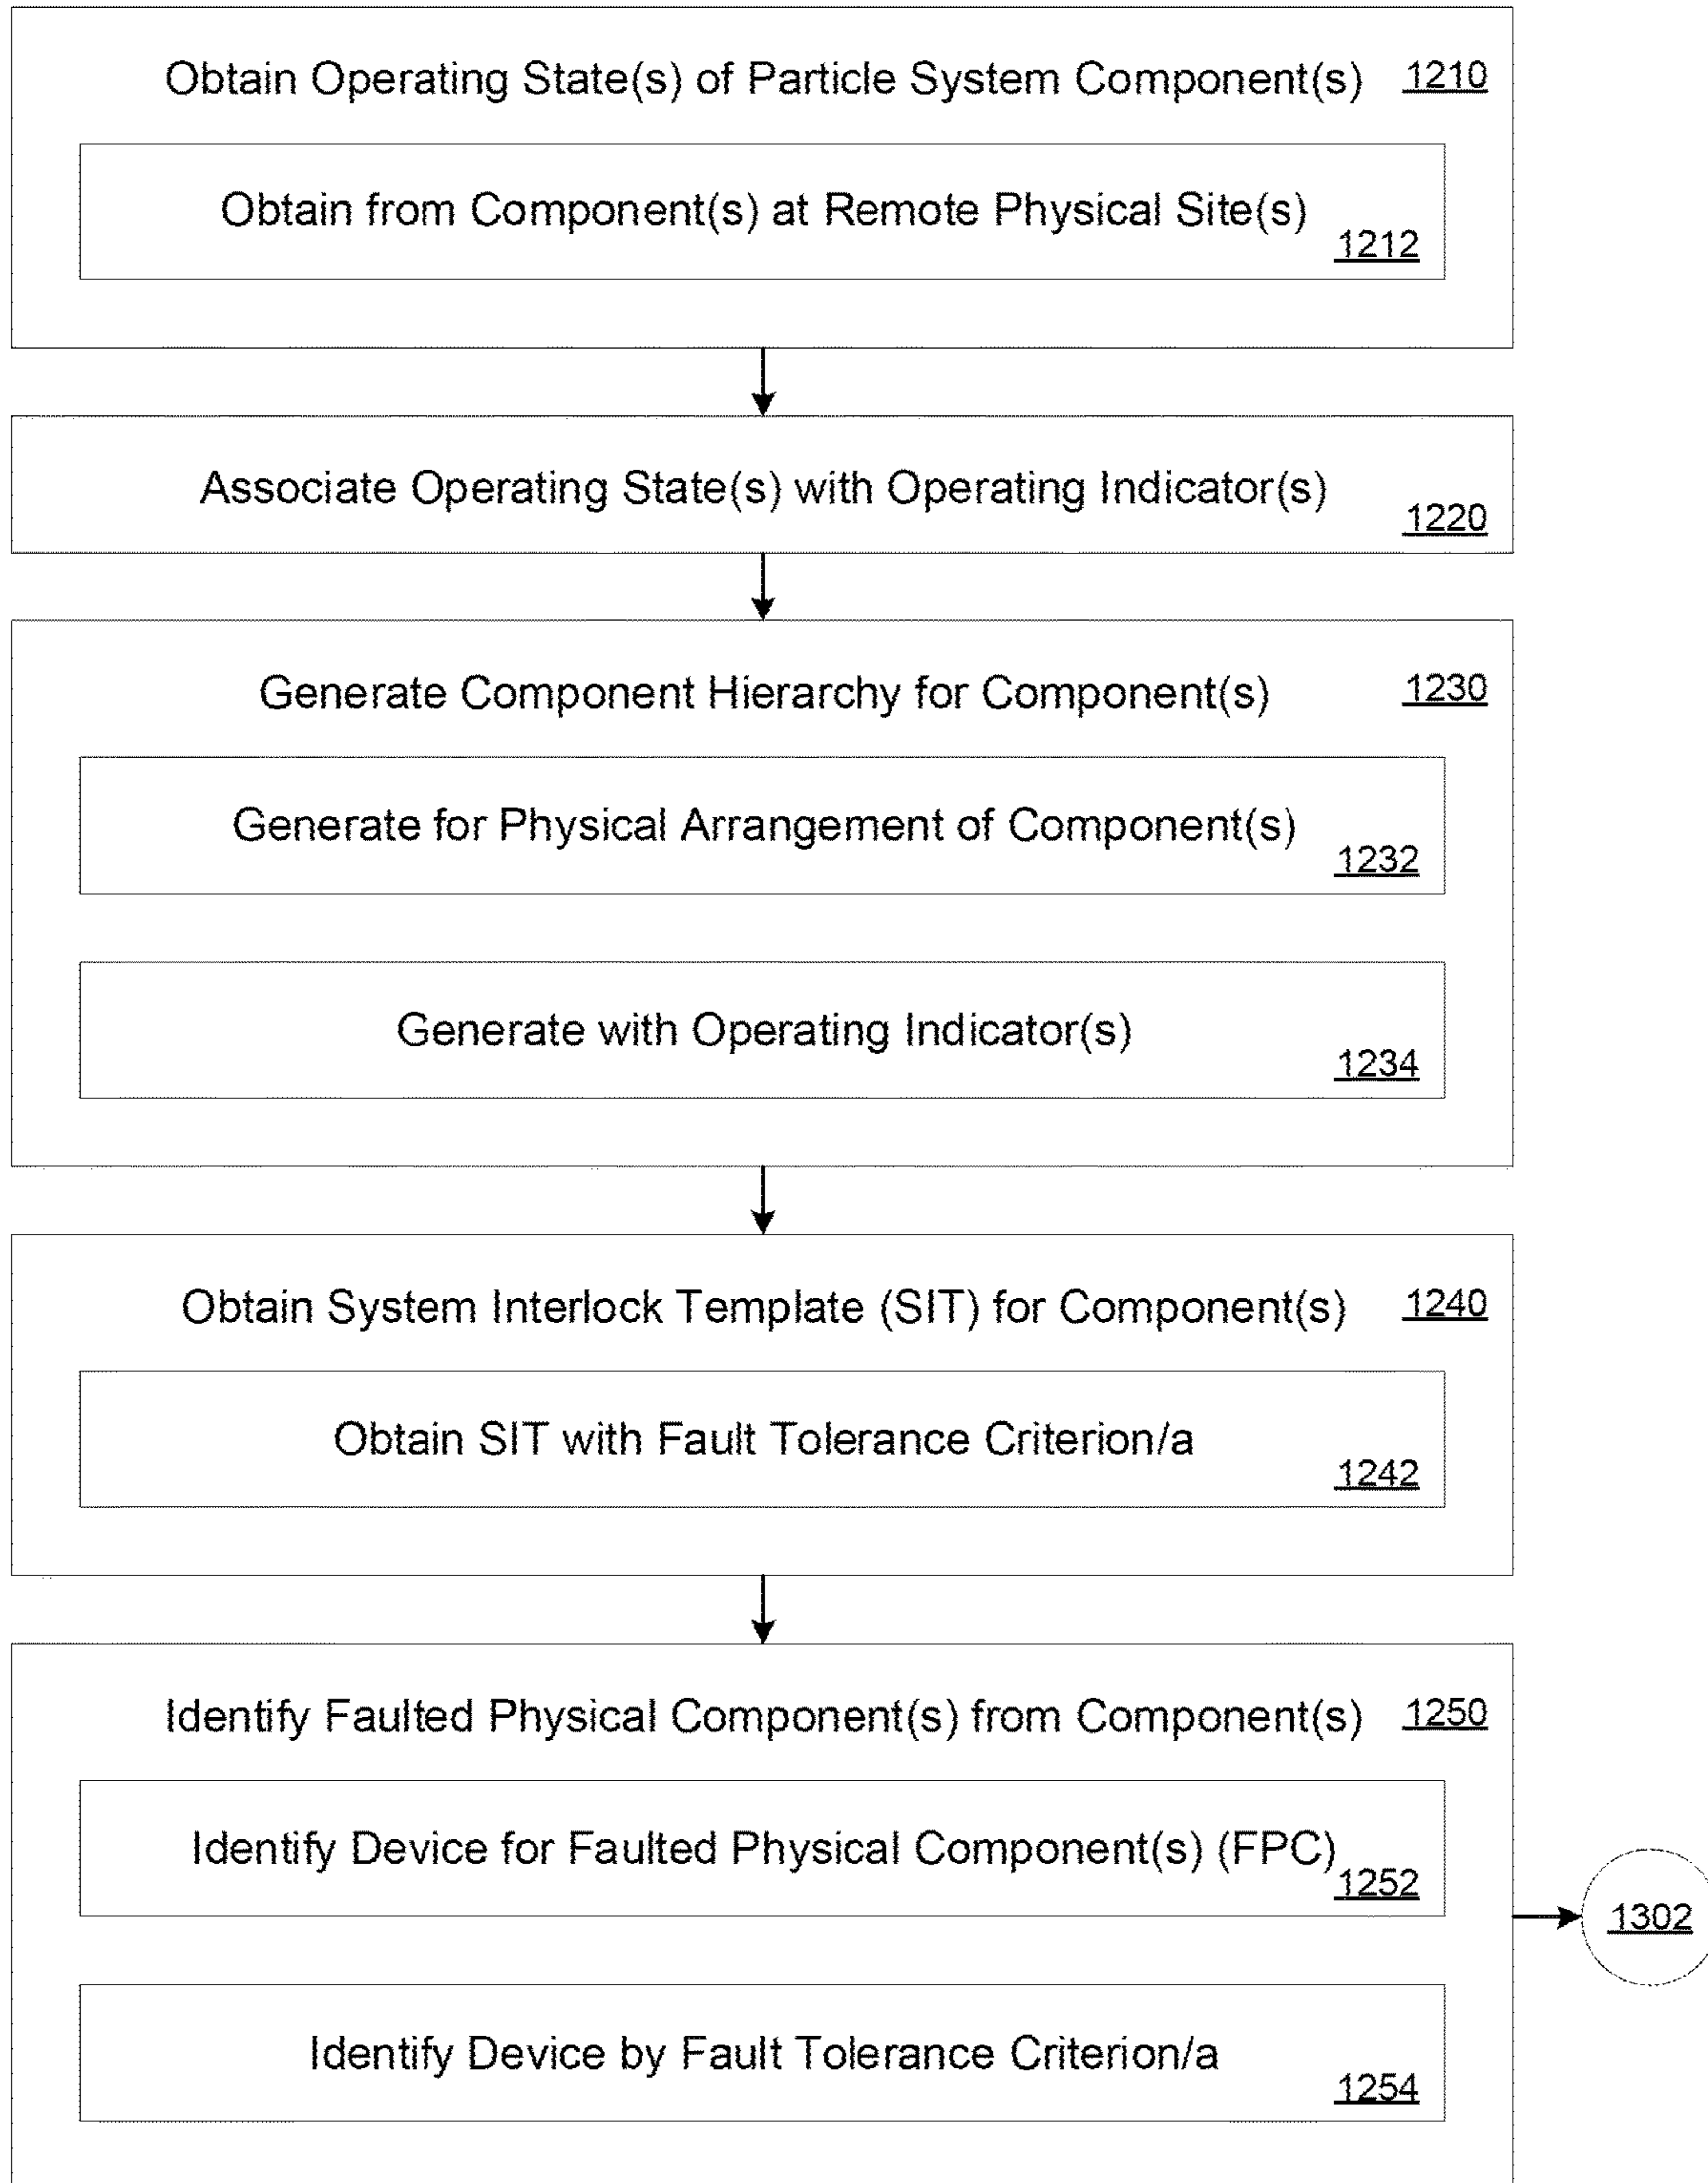 Obtain Operating State(s) of Particle System Component(s) 1210
Obtain from Component(s) at Remote Physical Site(s)
1212
Associate Operating State(s) with Operating Indicator(s)
1220
Generate Component Hierarchy for Component(s) 1230
Generate for Physical Arrangement of Component(s)
1232
Generate with Operating Indicator(s)
1234
Obtain System Interlock Template (SIT) for Component(s) 1240
Obtain SIT with Fault Tolerance Criterion/a
1242
Identify Faulted Physical Component(s) from Component(s) 1250
Identify Device for Faulted Physical Component(s) (FPC)
1252
1302
Identify Device by Fault Tolerance Criterion/a
1254